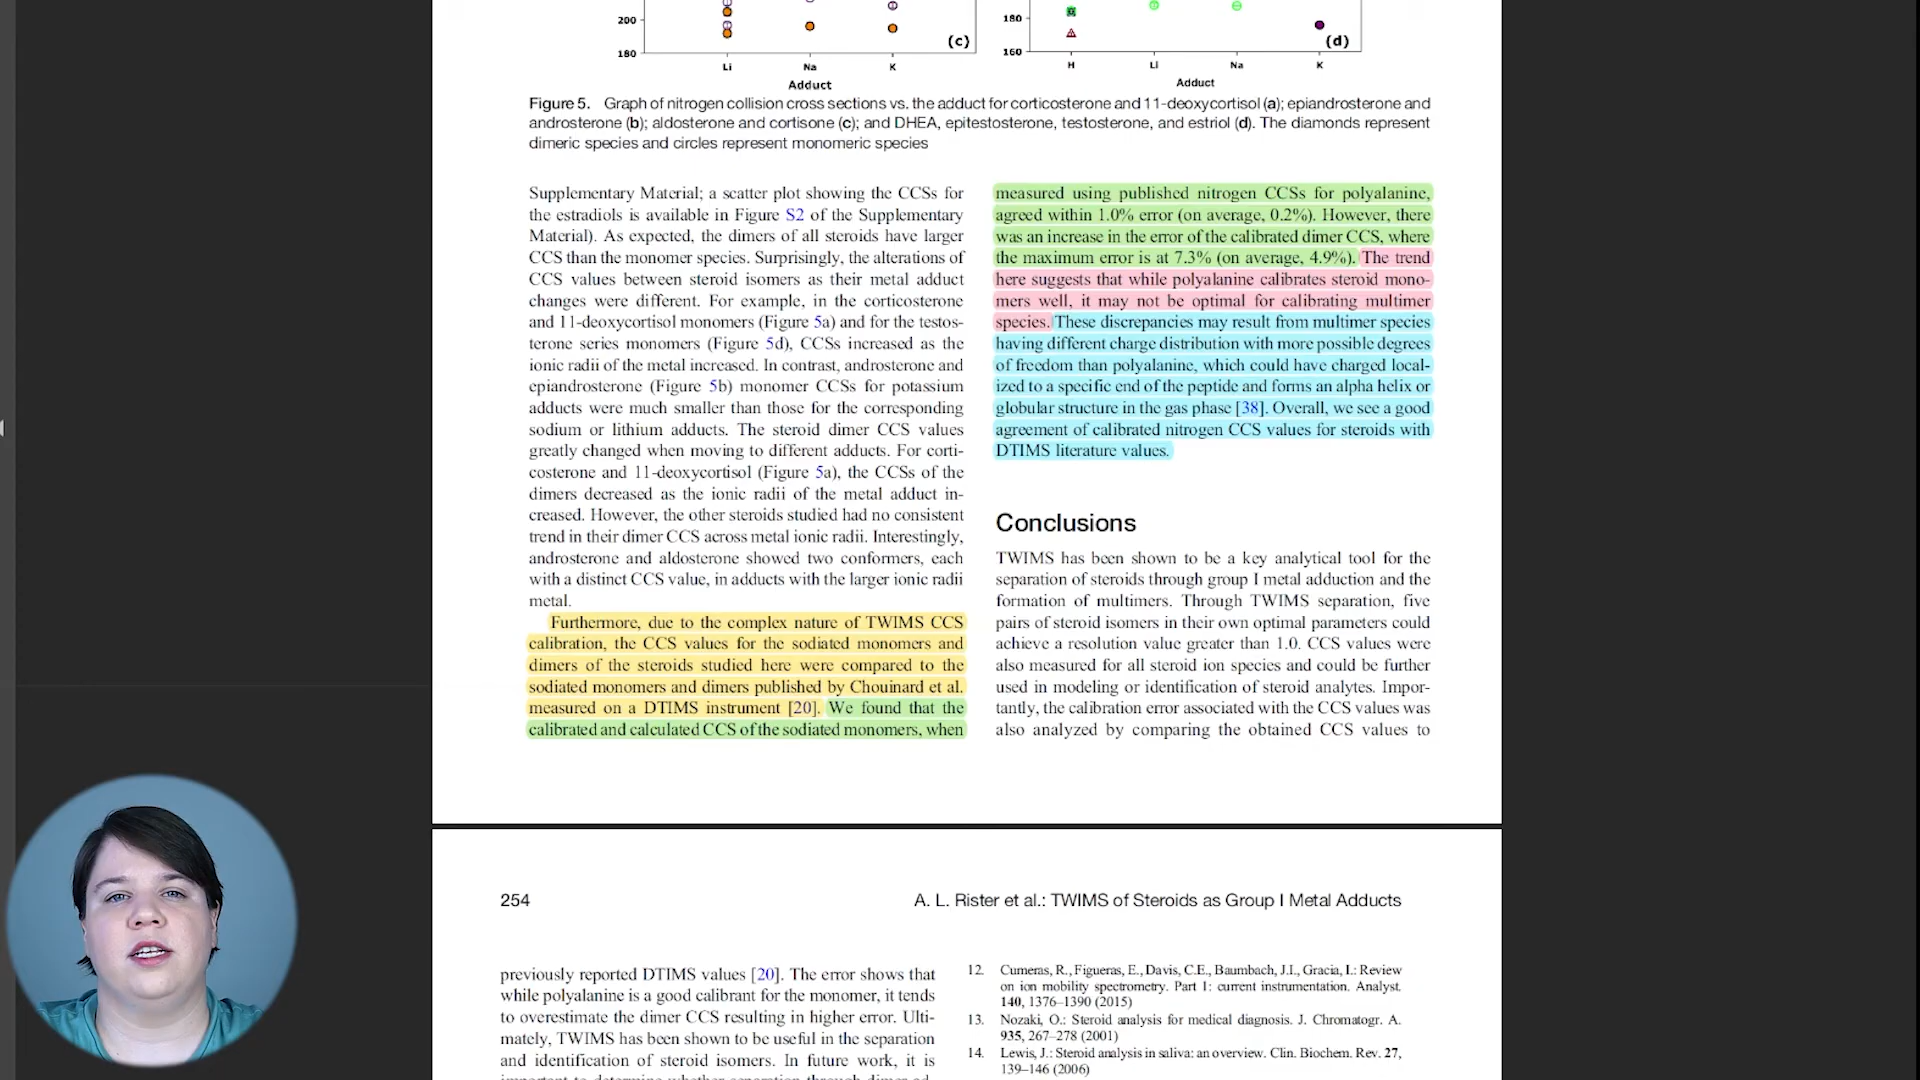 200
180
Li
Na
K
(c)
Adduct
180
160
H
Li
Na
K
(d)
Adduct
Figure 5. Graph of nitrogen collision cross sections vs. the adduct for corticosterone and 11-deoxycortisol (a); epiandrosterone and
androsterone (b); aldosterone and cortisone (c); and DHEA, epitestosterone, testosterone, and estriol (d). The diamonds represent
dimeric species and circles represent monomeric species
Supplementary Material; a scatter plot showing the CCSs for
the estradiols is available in Figure S2 of the Supplementary
Material). As expected, the dimers of all steroids have larger
CCS than the monomer species. Surprisingly, the alterations of
CCS values between steroid isomers as their metal adduct
changes were different. For example, in the corticosterone
and 11-deoxycortisol monomers (Figure 5a) and for the testos-
terone series monomers (Figure 5d), CCSs increased as the
ionic radii of the metal increased. In contrast, androsterone and
epiandrosterone (Figure 5b) monomer CCSs for potassium
adducts were much smaller than those for the corresponding
sodium or lithium adducts. The steroid dimer CCS values
greatly changed when moving to different adducts. For corti-
costerone and 11-deoxycortisol (Figure 5a), the CCSs of the
dimers decreased as the ionic radii of the metal adduct in-
creased. However, the other steroids studied had no consistent
trend in their dimer CCS across metal ionic radii. Interestingly,
androsterone and aldosterone showed two conformers, each
with a distinct CCS value, in adducts with the larger ionic radii
metal.
Furthermore, due to the complex nature of TWIMS CCS
calibration, the CCS values for the sodiated monomers and
dimers of the steroids studied here were compared to the
sodiated monomers and dimers published by Chouinard et al.
measured on a DTIMS instrument [20]. We found that the
calibrated and calculated CCS of the sodiated monomers, when
measured using published nitrogen CCSs for polyalanine,
agreed within 1.0% error (on average, 0.2%). However, there
was an increase in the error of the calibrated dimer CCS, where
the maximum error is at 7.3% (on average, 4.9%). The trend
here suggests that while polyalanine calibrates steroid mono-
mers well, it may not be optimal for calibrating multimer
species. These discrepancies may result from multimer species
having different charge distribution with more possible degrees
of freedom than polyalanine, which could have charged local-
ized to a specific end of the peptide and forms an alpha helix or
globular structure in the gas phase [38]. Overall, we see a good
agreement of calibrated nitrogen CCS values for steroids with
DTIMS literature values.
Conclusions
TWIMS has been shown to be a key analytical tool for the
separation of steroids through group I metal adduction and the
formation of multimers. Through TWIMS separation, five
pairs of steroid isomers in their own optimal parameters could
achieve a resolution value greater than 1.0. CCS values were
also measured for all steroid ion species and could be further
used in modeling or identification of steroid analytes. Impor-
tantly, the calibration error associated with the CCS values was
also analyzed by comparing the obtained CCS values to
254
A. L. Rister et al.: TWIMS of Steroids as Group I Metal Adducts
previously reported DTIMS values [20]. The error shows that
while polyalanine is a good calibrant for the monomer, it tends
to overestimate the dimer CCS resulting in higher error. Ulti-
mately, TWIMS has been shown to be useful in the separation
and identification of steroid isomers. In future work, it is
important to determine whether separation through dimer ad-
12. Cumeras, R., Figueras, E., Davis, C.E., Baumbach, J.I., Gracia, I.: Review
on ion mobility spectrometry. Part 1: current instrumentation. Analyst.
140, 1376–1390 (2015)
13. Nozaki, O.: Steroid analysis for medical diagnosis. J. Chromatogr. A.
935, 267–278 (2001)
14. Lewis, J.: Steroid analysis in saliva: an overview. Clin. Biochem. Rev. 27,
139–146 (2006)